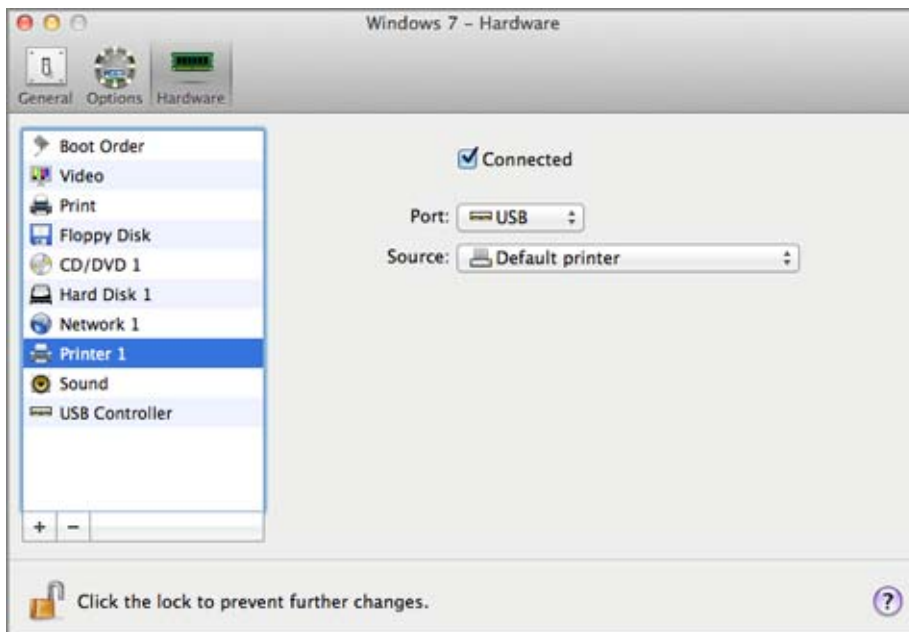 Windows 7 - Hardware
General Options Hardware
Boot Order
Video
Print
Floppy Disk
CD/DVD 1
Hard Disk 1
Network 1
Printer 1
Sound
USB Controller
+ −
Connected
Port: USB
Source: Default printer
Click the lock to prevent further changes.
?